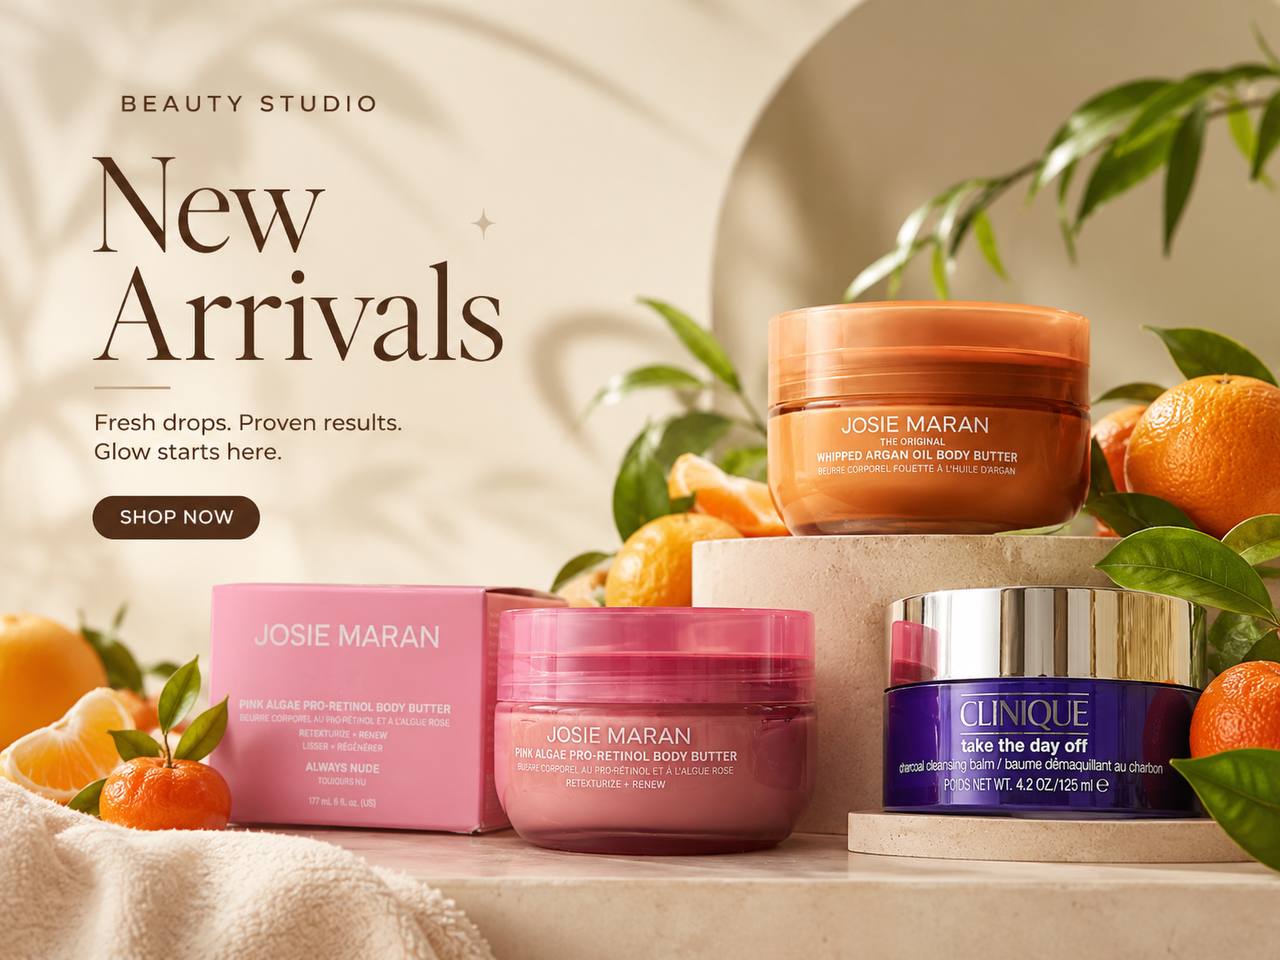 BEAUTY STUDIO
New
Arrivals
Fresh drops. Proven results.
Glow starts here.
SHOP NOW
JOSIE MARAN
THE ORIGINAL
WHIPPED ARGAN OIL BODY BUTTER
BEURRE CORPOREL FOUETTÉ À L'HUILE D'ARGAN
JOSIE MARAN
PINK ALGAE PRO-RETINOL BODY BUTTER
BEURRE CORPOREL AU PRO-RÉTINOL ET À L'ALGUE ROSE
RETEXTURIZE + RENEW
LISSER + RÉGÉNÉRER
ALWAYS NUDE
TOUJOURS NU
177 mL 6 fl. oz. (US)
JOSIE MARAN
PINK ALGAE PRO-RETINOL BODY BUTTER
BUERRE CORPOREL AU PRO-RÉTINOL ET À L'ALGUE ROSE
RETEXTURIZE + RENEW
CLINIQUE
take the day off
charcoal cleansing balm / baume démaquillant au charbon
POIDS NET WT. 4.2 OZ/125 ml ℮